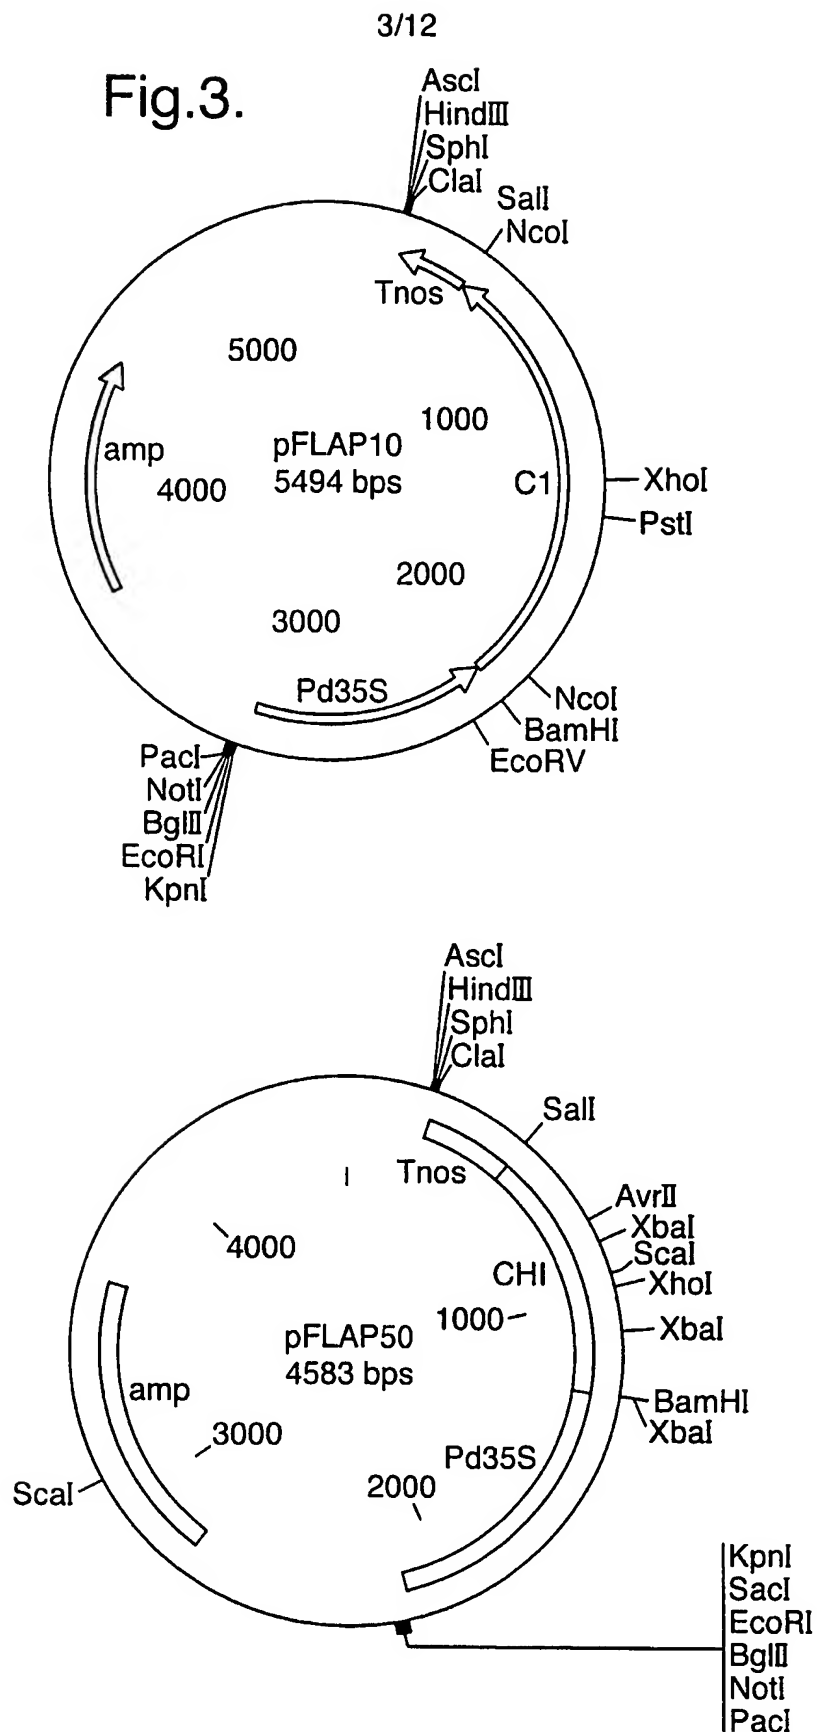 3/12
Fig.3.
AscI
HindIII
SphI
ClaI
SalI
NcoI
Tnos
5000
1000
amp
pFLAP10
4000
5494 bps
C1
XhoI
PstI
2000
3000
Pd35S
NcoI
BamHI
EcoRV
PacI
NotI
BglII
EcoRI
KpnI
AscI
HindIII
SphI
ClaI
SalI
Tnos
AvrII
XbaI
ScaI
XhoI
4000
CHI
1000
XbaI
pFLAP50
4583 bps
amp
BamHI
XbaI
3000
Pd35S
2000
ScaI
KpnI
SacI
EcoRI
BglII
NotI
PacI